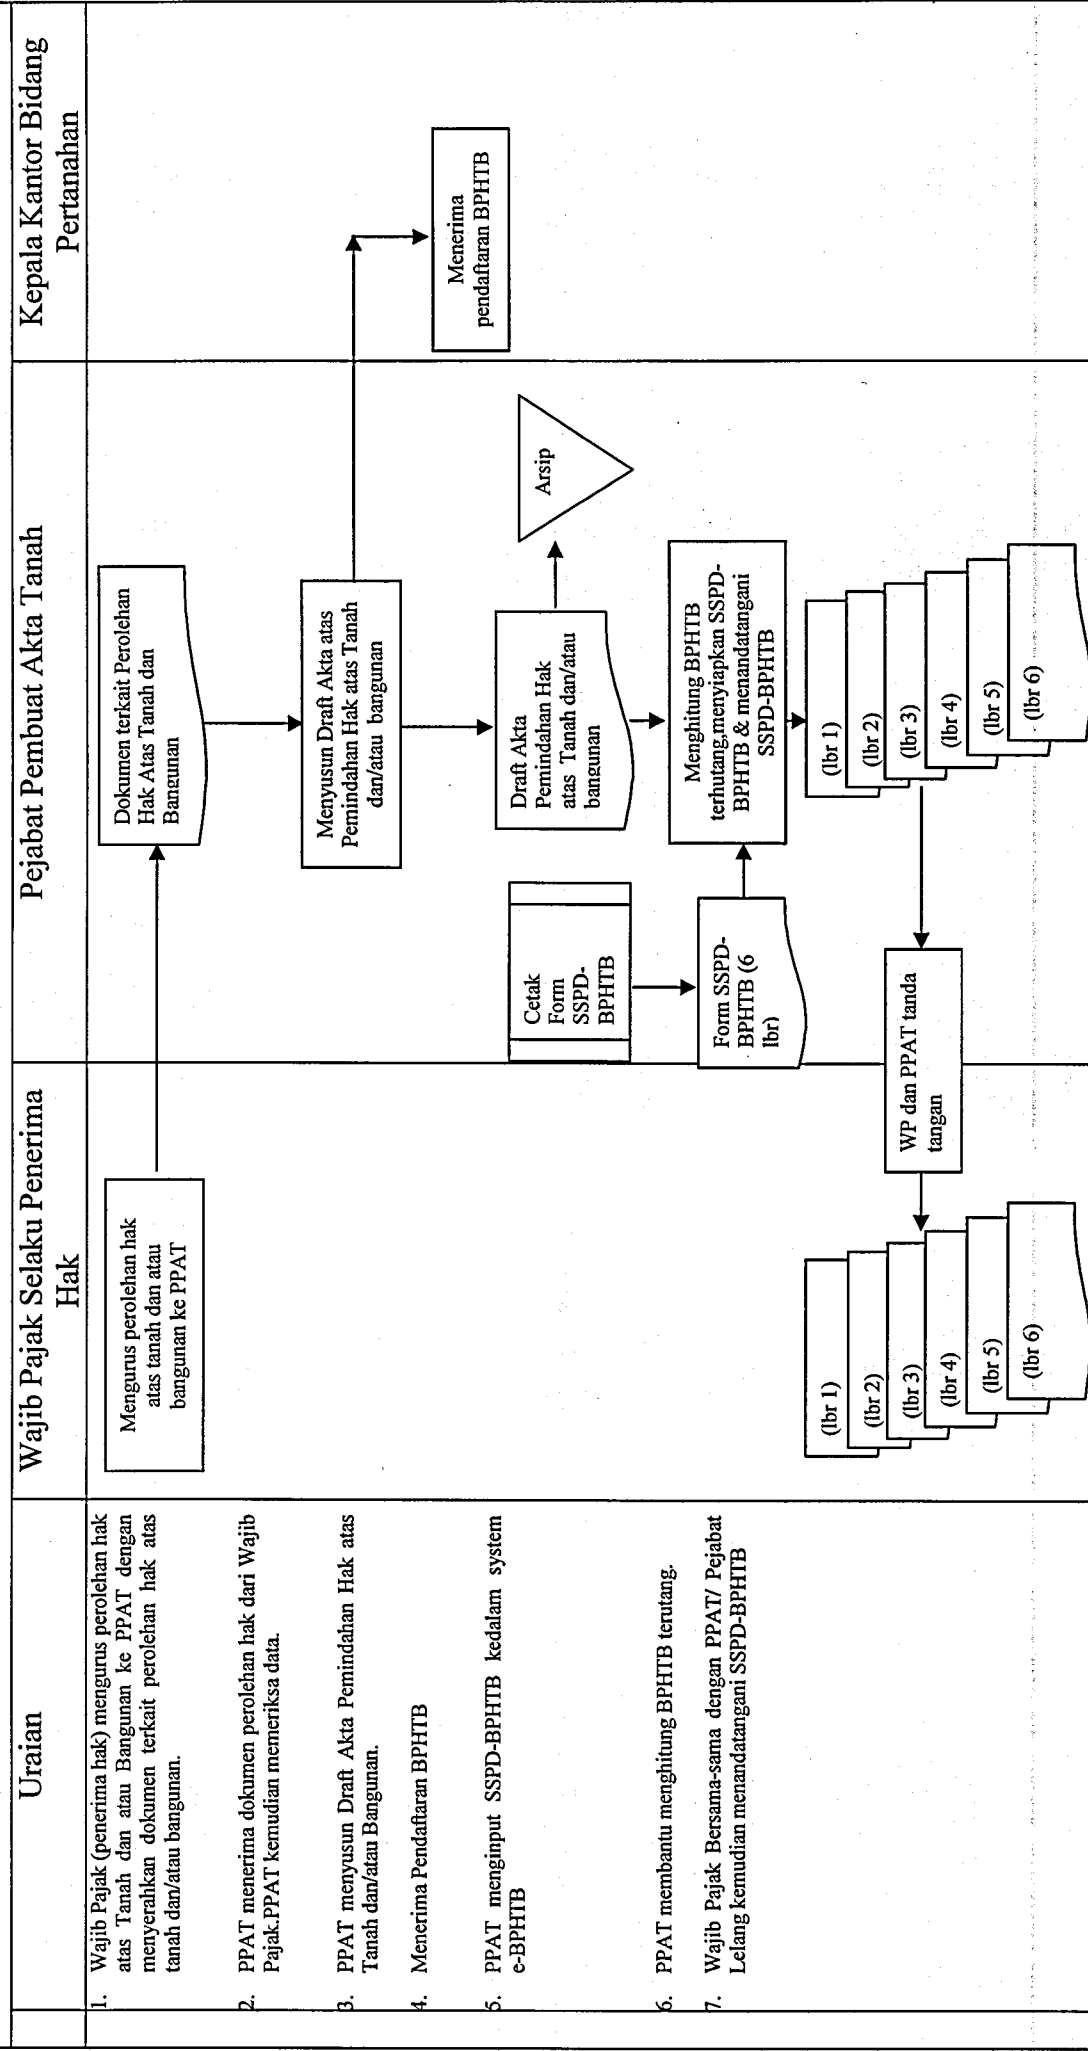 Uraian
Wajib Pajak Selaku Penerima
Hak
Pejabat Pembuat Akta Tanah
Kepala Kantor Bidang
Pertanahan
1. Wajib Pajak (penerima hak) mengurus perolehan hak
atas Tanah dan atau Bangunan ke PPAT dengan
menyerahkan dokumen terkait perolehan hak atas
tanah dan/atau bangunan.
2. PPAT menerima dokumen perolehan hak dari Wajib
Pajak.PPAT kemudian memeriksa data.
3. PPAT menyusun Draft Akta Pemindahan Hak atas
Tanah dan/atau Bangunan.
4. Menerima Pendaftaran BPHTB
5. PPAT menginput SSPD-BPHTB kedalam system
e-BPHTB
6. PPAT membantu menghitung BPHTB terutang.
7. Wajib Pajak Bersama-sama dengan PPAT/ Pejabat
Lelang kemudian menandatangani SSPD-BPHTB
Mengurus perolehan hak
atas tanah dan atau
bangunan ke PPAT
Dokumen terkait Perolehan
Hak Atas Tanah dan
Bangunan
Menyusun Draft Akta atas
Pemindahan Hak atas Tanah
dan/atau bangunan
Menerima
pendaftaran BPHTB
Cetak
Form
SSPD-
BPHTB
Draft Akta
Pemindahan Hak
atas Tanah dan/atau
bangunan
Arsip
Form SSPD-
BPHTB (6
lbr)
Menghitung BPHTB
terhutang,menyiapkan SSPD-
BPHTB & menandatangani
SSPD-BPHTB
(lbr 1)
(lbr 2)
(lbr 3)
(lbr 4)
(lbr 5)
(lbr 6)
WP dan PPAT tanda
tangan
(lbr 1)
(lbr 2)
(lbr 3)
(lbr 4)
(lbr 5)
(lbr 6)